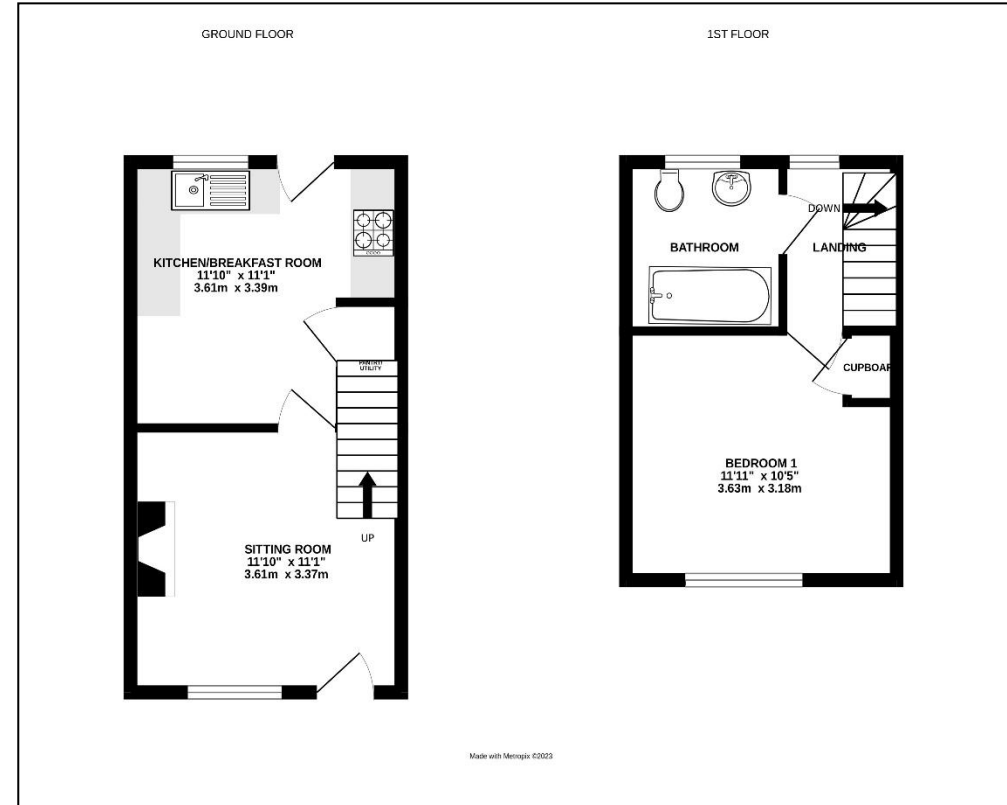 GROUND FLOOR
1ST FLOOR
KITCHEN/BREAKFAST ROOM
11'10" x 11'1"
3.61m x 3.39m
PANTRY/
UTILITY
UP
SITTING ROOM
11'10" x 11'1"
3.61m x 3.37m
BATHROOM
DOWN
LANDING
CUPBOAR
BEDROOM 1
11'11" x 10'5"
3.63m x 3.18m
Made with Metropix ©2023